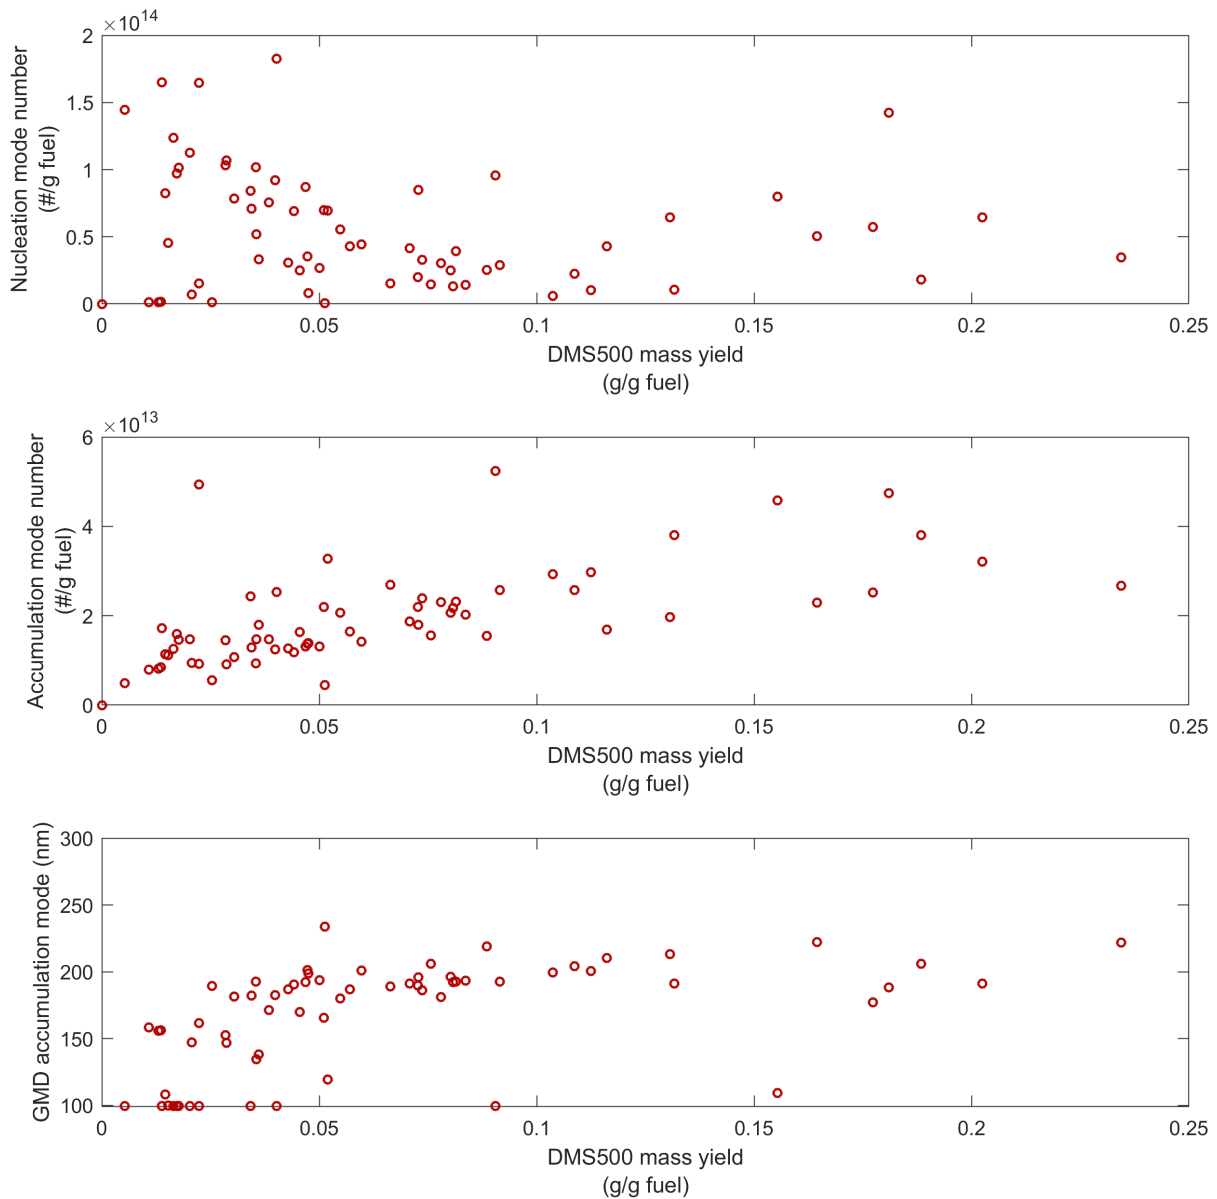 ×10^14
2
1.5
1
0.5
0
Nucleation mode number
(#/g fuel)
0 0.05 0.1 0.15 0.2 0.25
DMS500 mass yield
(g/g fuel)
×10^13
6
4
2
0
Accumulation mode number
(#/g fuel)
0 0.05 0.1 0.15 0.2 0.25
DMS500 mass yield
(g/g fuel)
300
250
200
150
100
GMD accumulation mode (nm)
0 0.05 0.1 0.15 0.2 0.25
DMS500 mass yield
(g/g fuel)